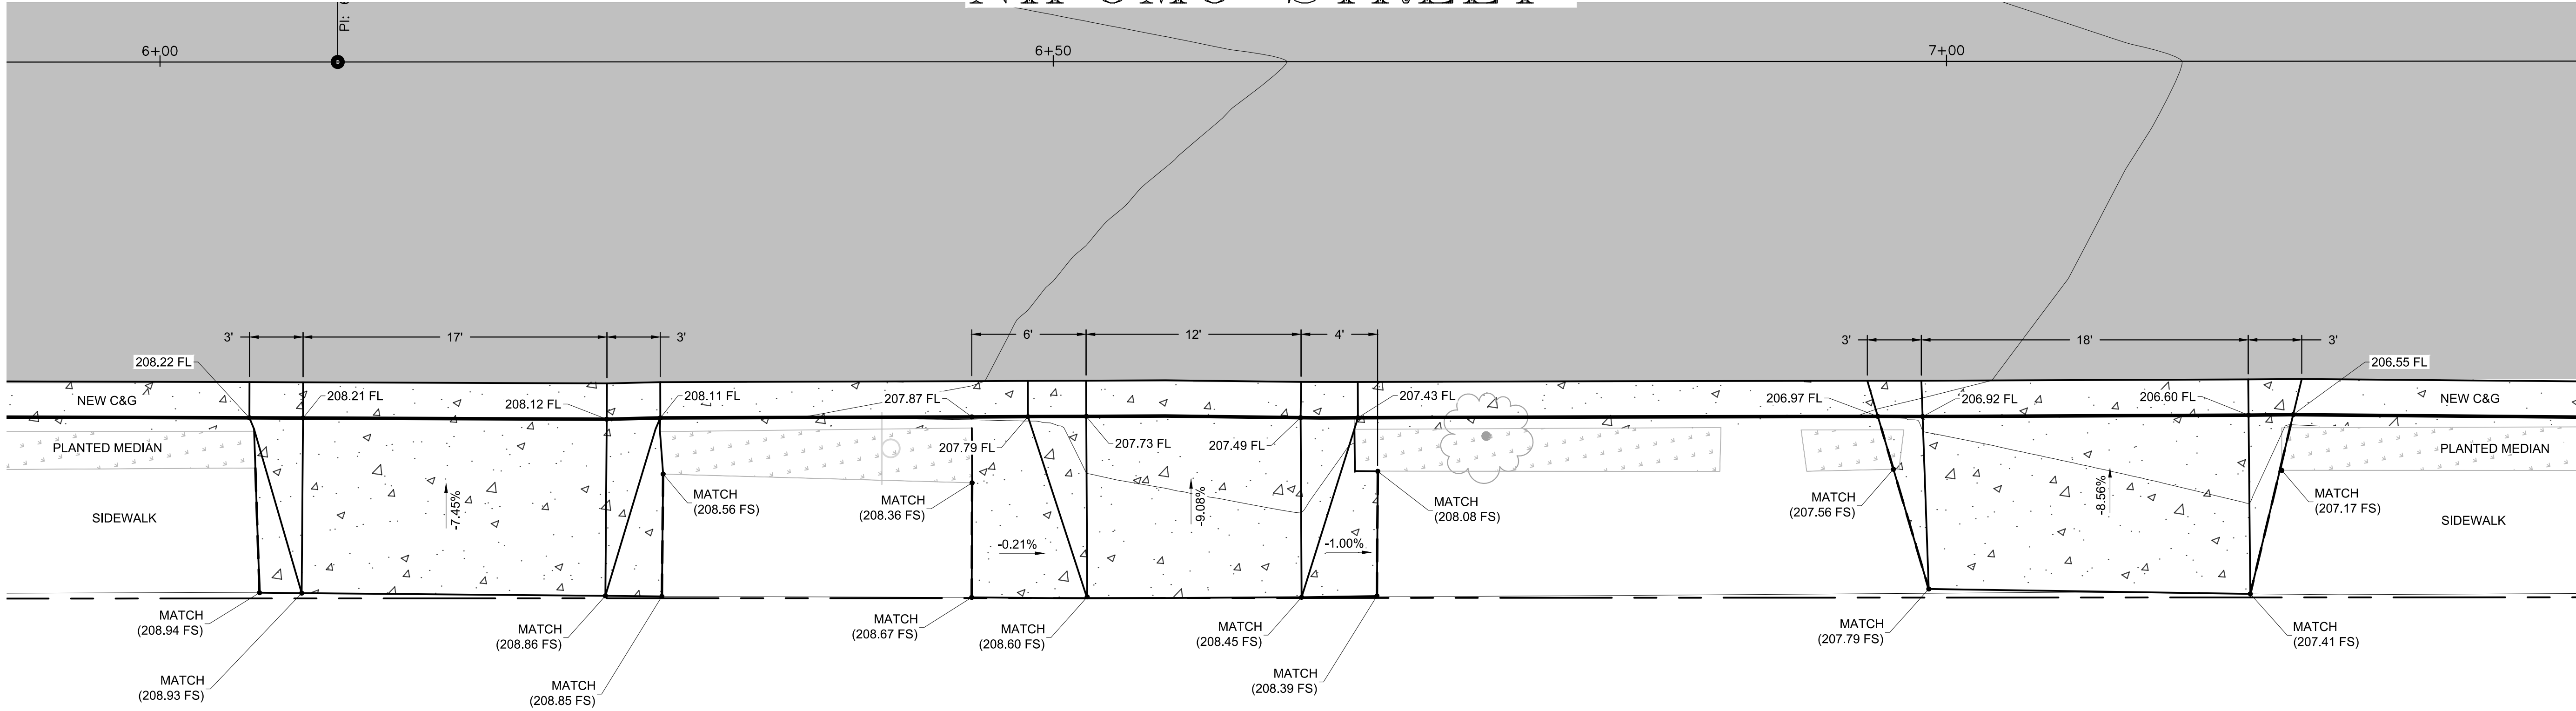 NIPOMO STREET
PI:
6+00
6+50
7+00
3'
17'
3'
6'
12'
4'
3'
18'
3'
208.22 FL
206.55 FL
NEW C&G
208.21 FL
208.12 FL
208.11 FL
207.87 FL
207.43 FL
206.97 FL
206.92 FL
206.60 FL
NEW C&G
PLANTED MEDIAN
207.79 FL
207.73 FL
207.49 FL
PLANTED MEDIAN
SIDEWALK
-7.45%
MATCH
(208.56 FS)
MATCH
(208.36 FS)
-0.21%
-9.08%
-1.00%
MATCH
(208.08 FS)
MATCH
(207.56 FS)
-8.56%
MATCH
(207.17 FS)
SIDEWALK
MATCH
(208.94 FS)
MATCH
(208.86 FS)
MATCH
(208.67 FS)
MATCH
(208.60 FS)
MATCH
(208.45 FS)
MATCH
(207.79 FS)
MATCH
(207.41 FS)
MATCH
(208.93 FS)
MATCH
(208.85 FS)
MATCH
(208.39 FS)